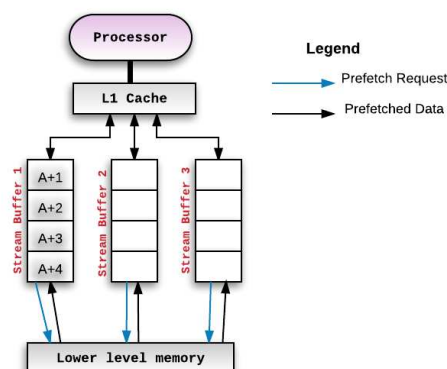 Processor
Legend
Prefetch Request
L1 Cache
Prefetched Data
Stream Buffer 1
A+1
A+2
A+3
A+4
Stream Buffer 2
Stream Buffer 3
Lower level memory